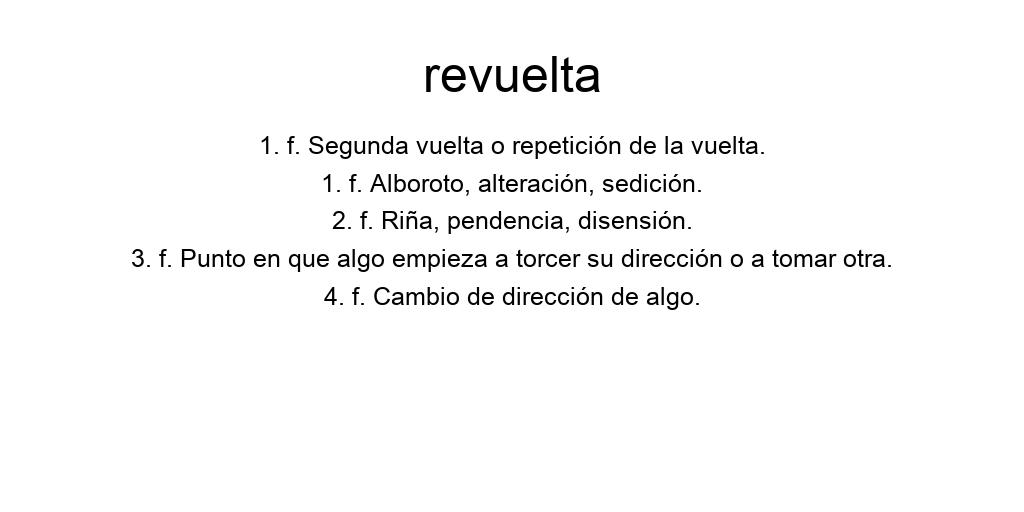 revuelta
1. f. Segunda vuelta o repetición de la vuelta.
1. f. Alboroto, alteración, sedición.
2. f. Riña, pendencia, disensión.
3. f. Punto en que algo empieza a torcer su dirección o a tomar otra.
4. f. Cambio de dirección de algo.